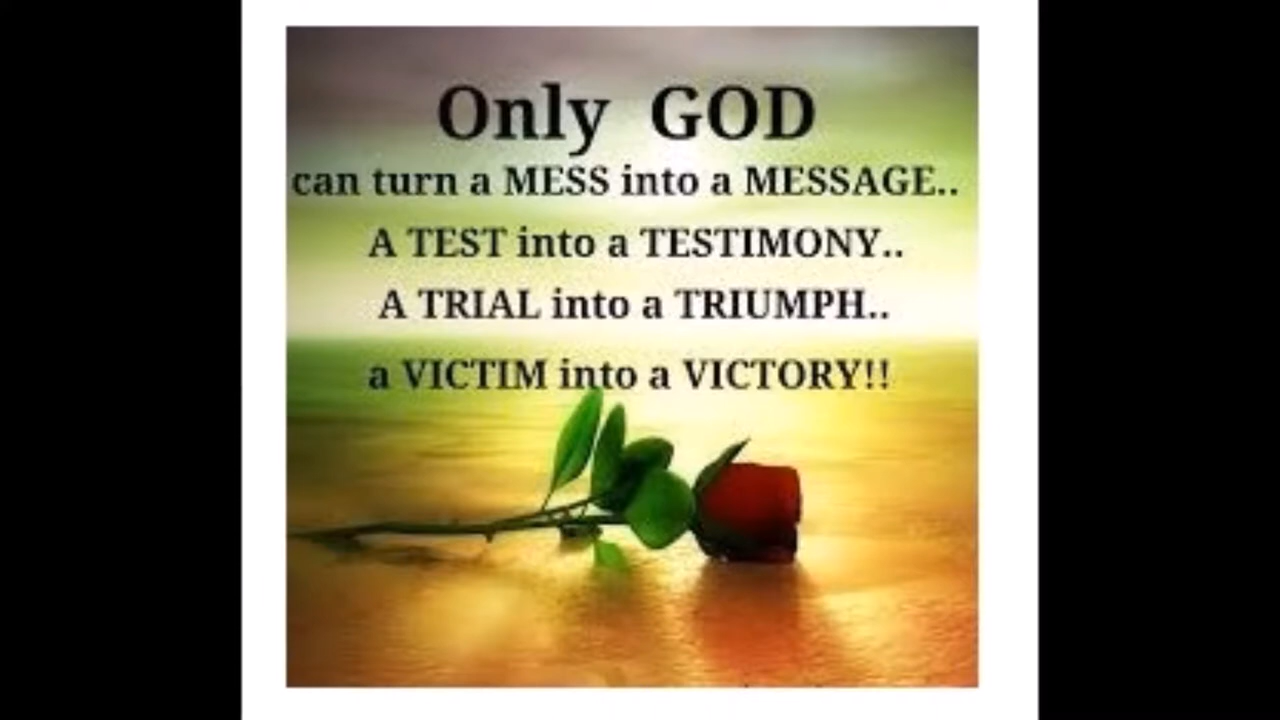 Only GOD
can turn a MESS into a MESSAGE..
A TEST into a TESTIMONY..
A TRIAL into a TRIUMPH..
a VICTIM into a VICTORY!!